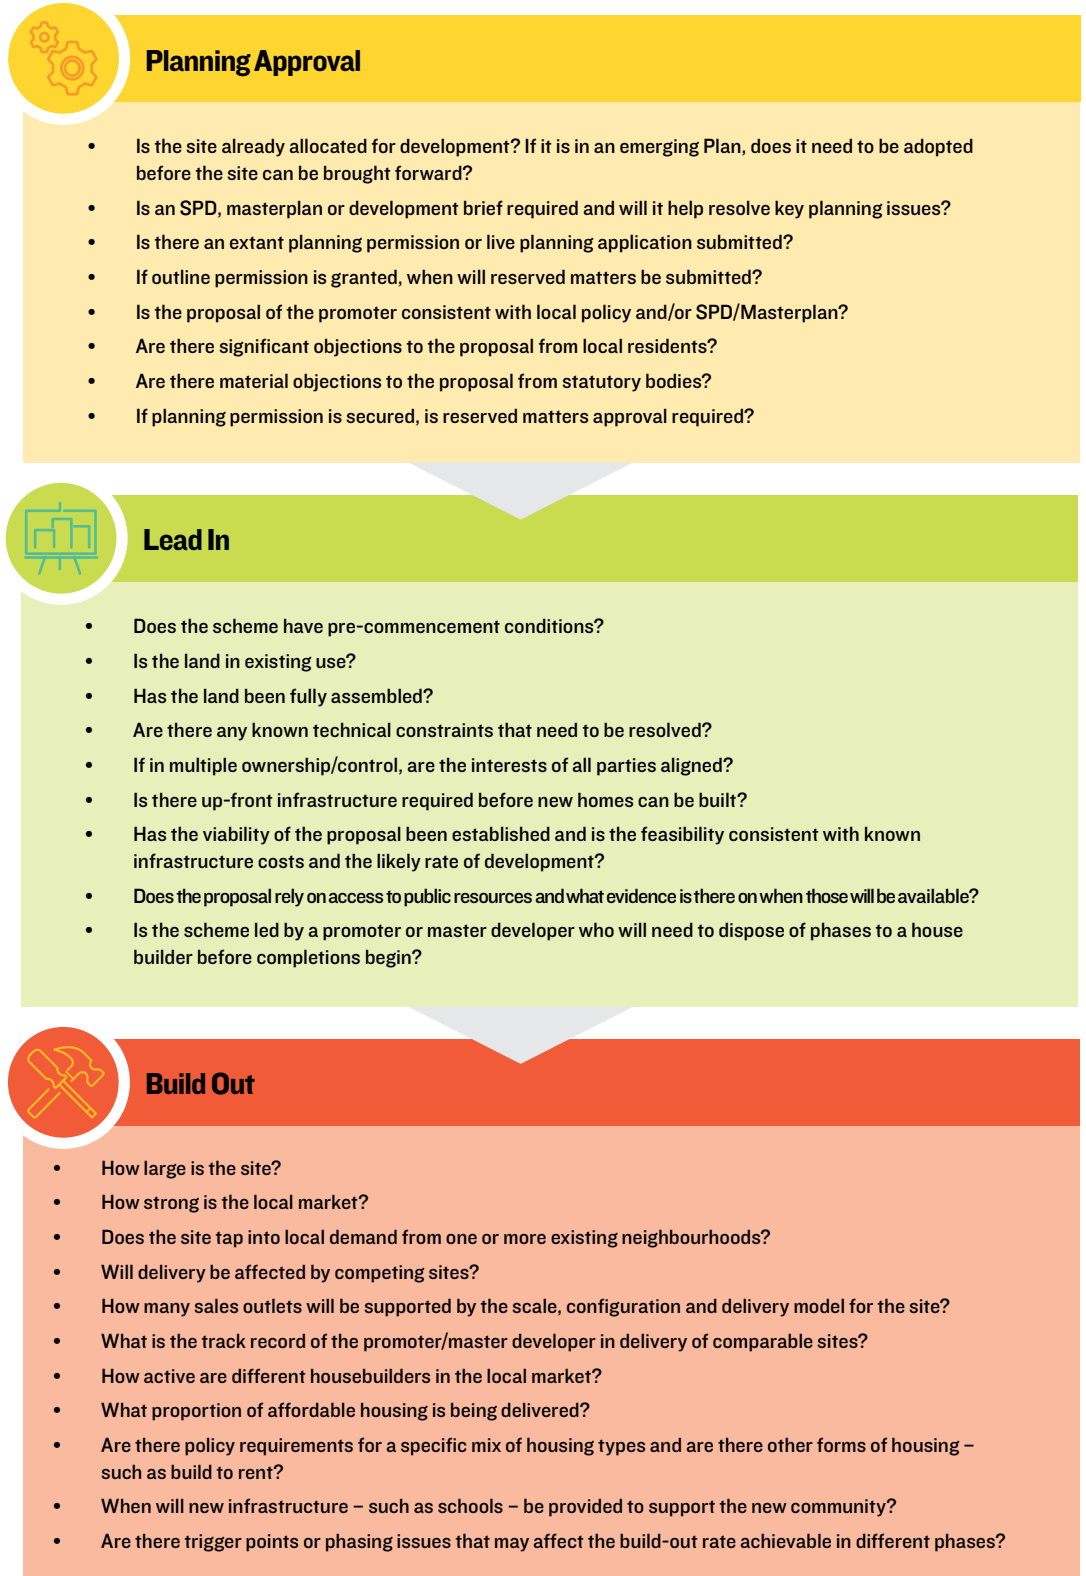 Planning Approval
• Is the site already allocated for development? If it is in an emerging Plan, does it need to be adopted
before the site can be brought forward?
• Is an SPD, masterplan or development brief required and will it help resolve key planning issues?
• Is there an extant planning permission or live planning application submitted?
• If outline permission is granted, when will reserved matters be submitted?
• Is the proposal of the promoter consistent with local policy and/or SPD/Masterplan?
• Are there significant objections to the proposal from local residents?
• Are there material objections to the proposal from statutory bodies?
• If planning permission is secured, is reserved matters approval required?
Lead In
• Does the scheme have pre-commencement conditions?
• Is the land in existing use?
• Has the land been fully assembled?
• Are there any known technical constraints that need to be resolved?
• If in multiple ownership/control, are the interests of all parties aligned?
• Is there up-front infrastructure required before new homes can be built?
• Has the viability of the proposal been established and is the feasibility consistent with known
infrastructure costs and the likely rate of development?
• Does the proposal rely on access to public resources and what evidence is there on when those will be available?
• Is the scheme led by a promoter or master developer who will need to dispose of phases to a house
builder before completions begin?
Build Out
• How large is the site?
• How strong is the local market?
• Does the site tap into local demand from one or more existing neighbourhoods?
• Will delivery be affected by competing sites?
• How many sales outlets will be supported by the scale, configuration and delivery model for the site?
• What is the track record of the promoter/master developer in delivery of comparable sites?
• How active are different housebuilders in the local market?
• What proportion of affordable housing is being delivered?
• Are there policy requirements for a specific mix of housing types and are there other forms of housing –
such as build to rent?
• When will new infrastructure – such as schools – be provided to support the new community?
• Are there trigger points or phasing issues that may affect the build-out rate achievable in different phases?